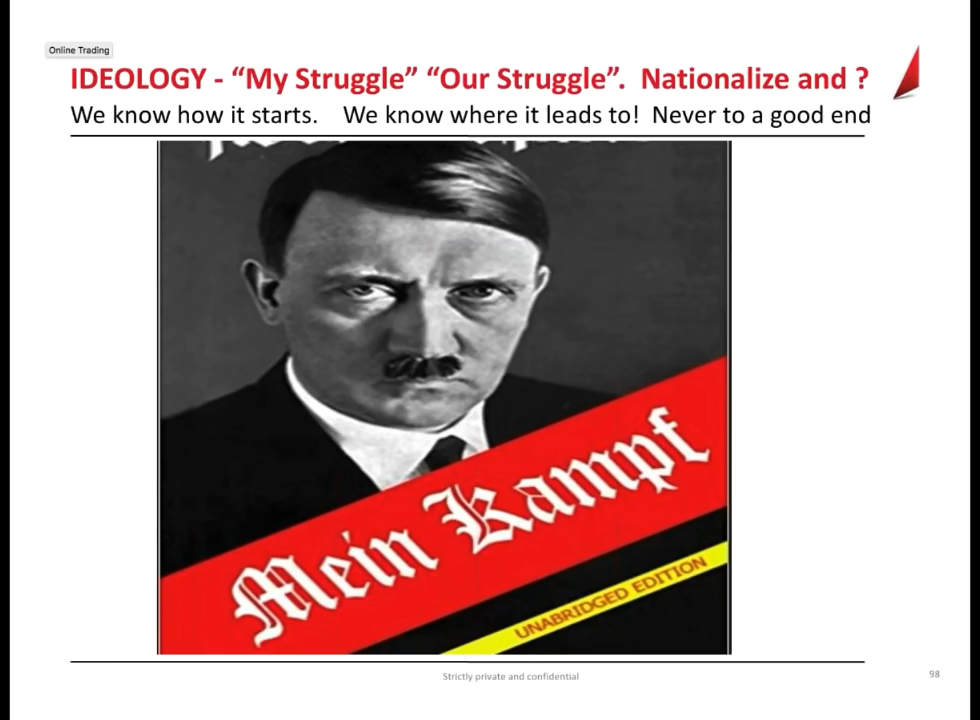 Online Trading
IDEOLOGY - “My Struggle” “Our Struggle”. Nationalize and ?
We know how it starts. We know where it leads to! Never to a good end
Mein Kampf
UNABRIDGED EDITION
Strictly private and confidential
98